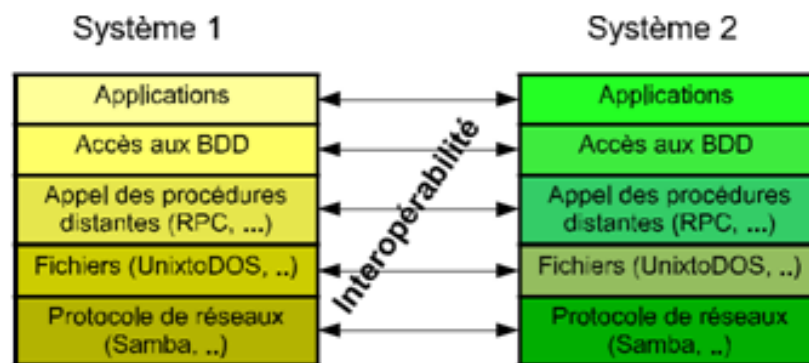 Système 1
Système 2
Applications
Accès aux BDD
Appel des procédures
distantes (RPC, ...)
Fichiers (UnixtoDOS, ..)
Protocole de réseaux
(Samba, ..)
Interopérabilité
Applications
Accès aux BDD
Appel des procédures
distantes (RPC, ...)
Fichiers (UnixtoDOS, ..)
Protocole de réseaux
(Samba, ..)